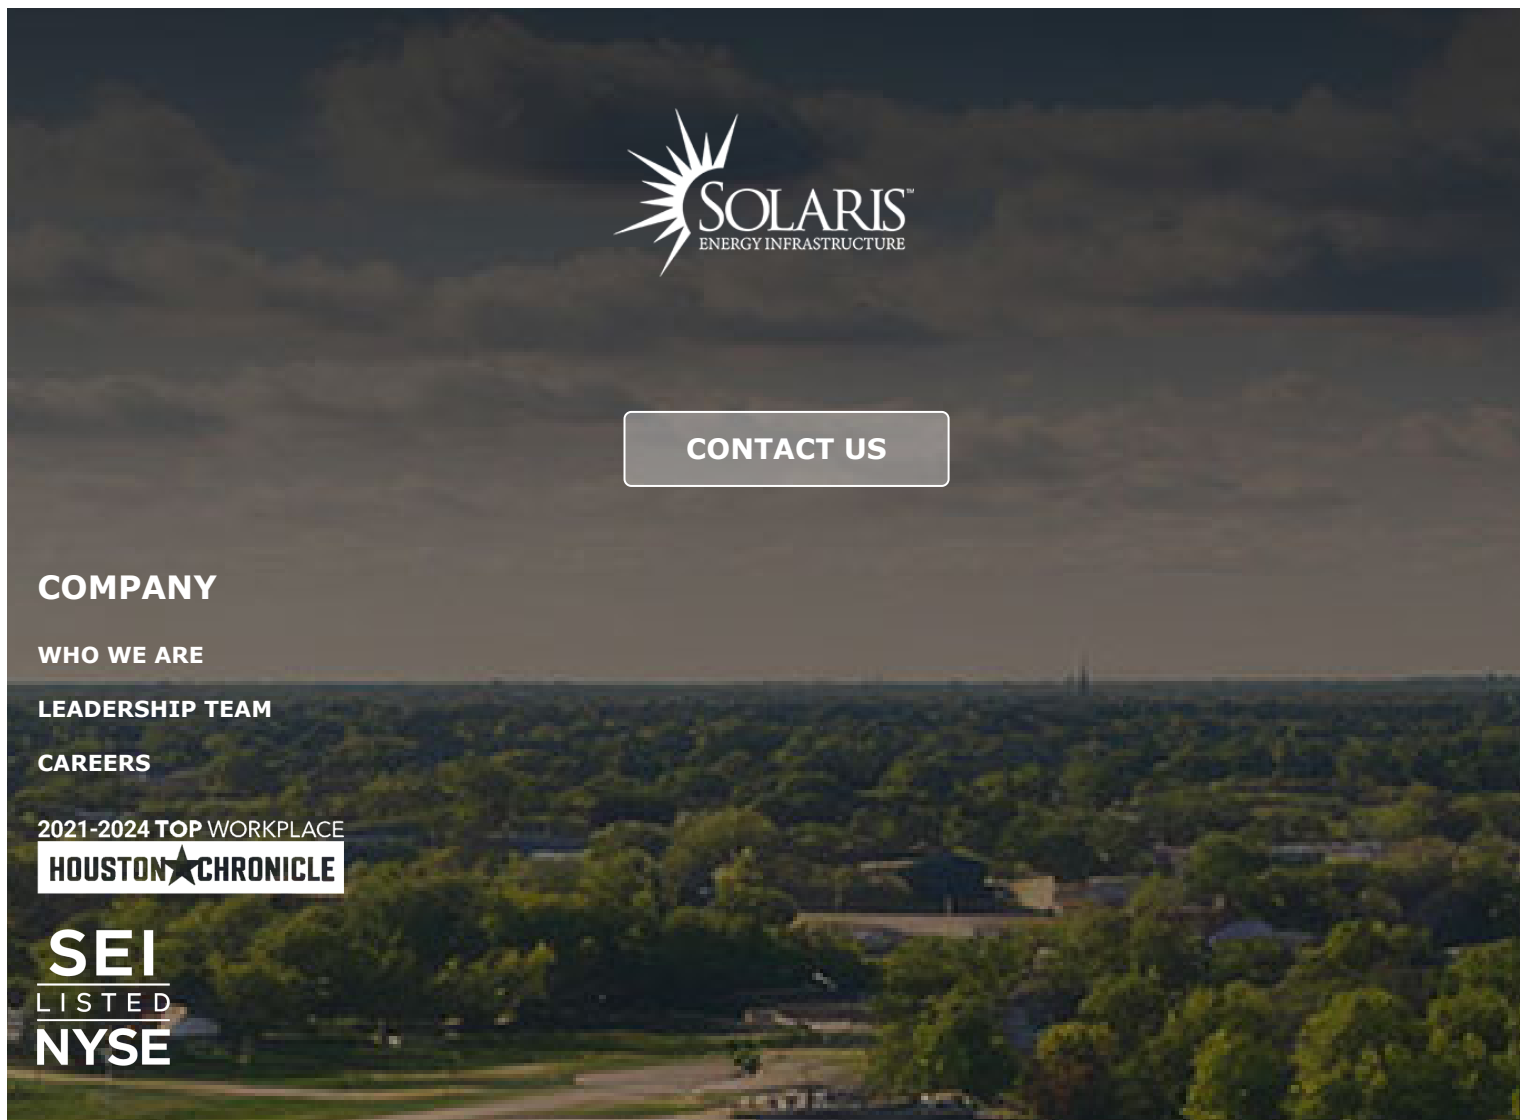 SOLARIS™
ENERGY INFRASTRUCTURE
CONTACT US
COMPANY
WHO WE ARE
LEADERSHIP TEAM
CAREERS
2021-2024 TOP WORKPLACE
HOUSTON★CHRONICLE
SEI
LISTED
NYSE